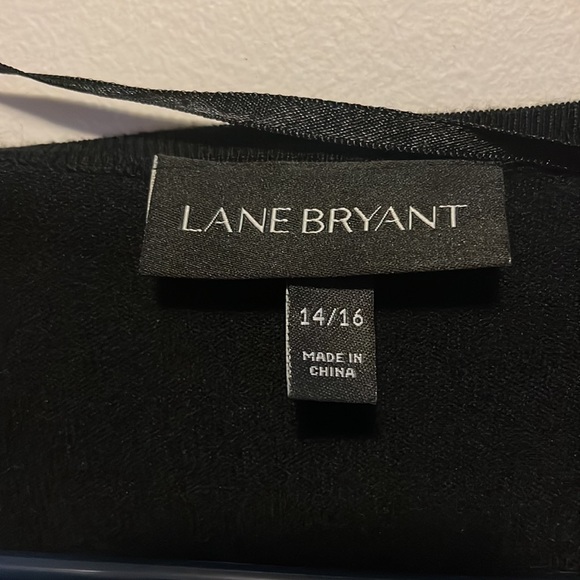 LANE BRYANT
14/16
MADE IN
CHINA